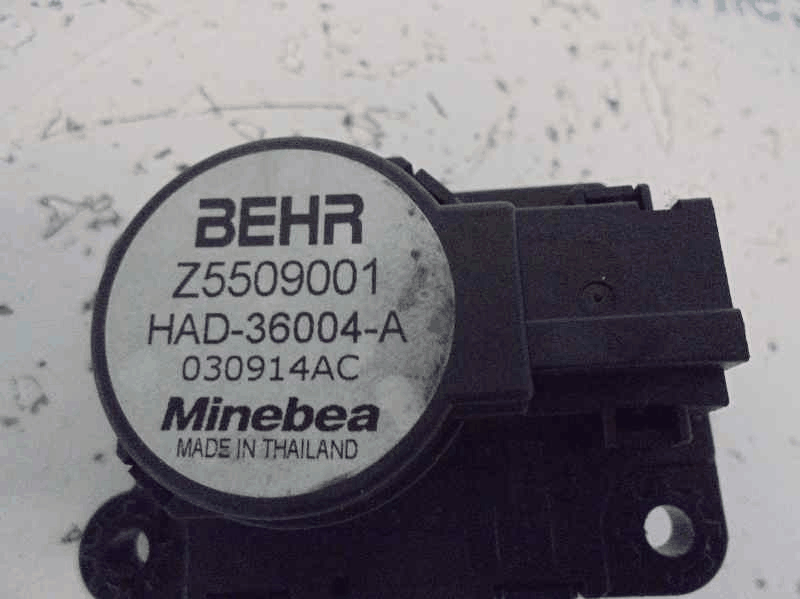 BEHR
Z5509001
HAD-36004-A
030914AC
Minebea
MADE IN THAILAND